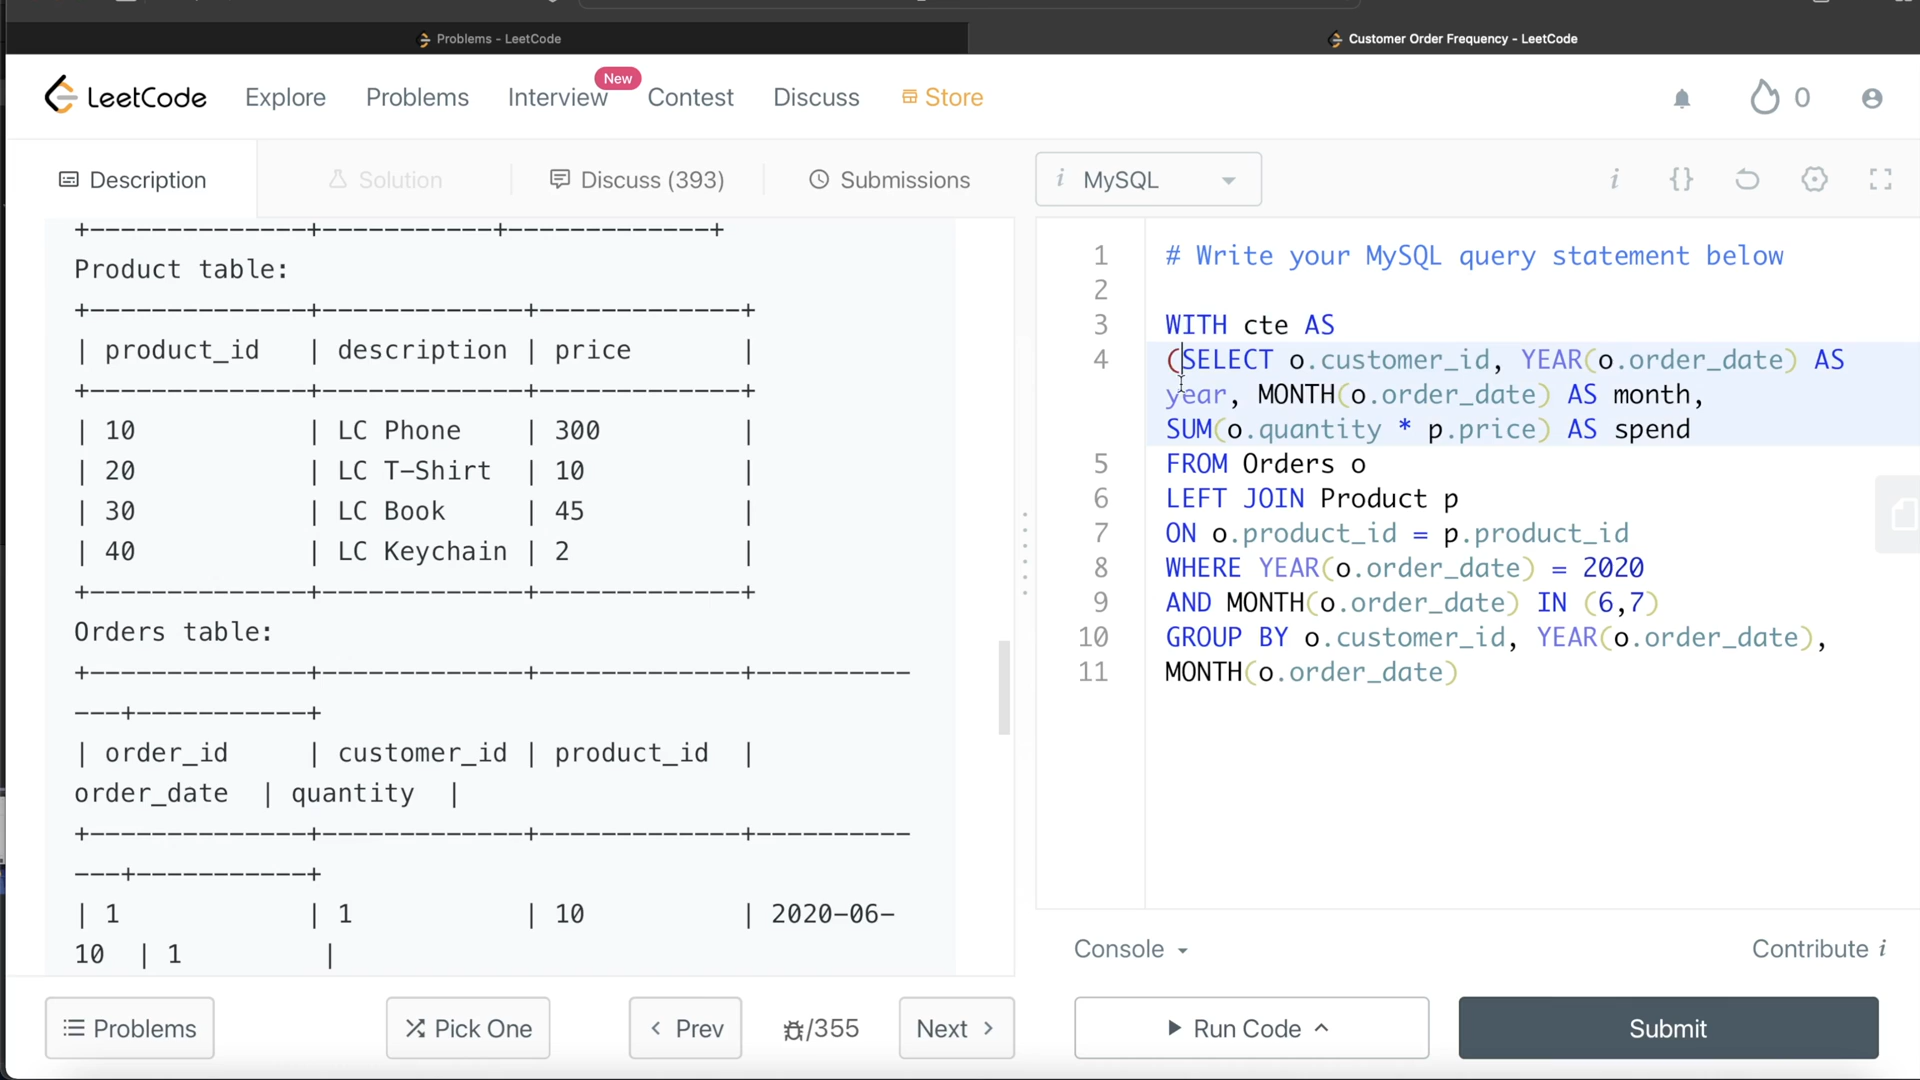 Problems - LeetCode
Customer Order Frequency - LeetCode
LeetCode
Explore
Problems
Interview
New
Contest
Discuss
Store
0
Description
Solution
Discuss (393)
Submissions
i MySQL
i {}
+---------------+------------+--------------+
Product table:
+---------------+--------------+--------------+
| product_id | description | price |
+---------------+--------------+--------------+
| 10 | LC Phone | 300 |
| 20 | LC T-Shirt | 10 |
| 30 | LC Book | 45 |
| 40 | LC Keychain | 2 |
+---------------+--------------+--------------+
Orders table:
+---------------+--------------+--------------+----------
---+-----------+
| order_id | customer_id | product_id |
order_date | quantity |
+---------------+--------------+--------------+----------
---+-----------+
| 1 | 1 | 10 | 2020-06-
10 | 1 |
1 # Write your MySQL query statement below
2
3 WITH cte AS
4 (SELECT o.customer_id, YEAR(o.order_date) AS
year, MONTH(o.order_date) AS month,
SUM(o.quantity * p.price) AS spend
5 FROM Orders o
6 LEFT JOIN Product p
7 ON o.product_id = p.product_id
8 WHERE YEAR(o.order_date) = 2020
9 AND MONTH(o.order_date) IN (6,7)
10 GROUP BY o.customer_id, YEAR(o.order_date),
11 MONTH(o.order_date)
Console
Contribute i
Problems
Pick One
Prev
/355
Next
Run Code
Submit